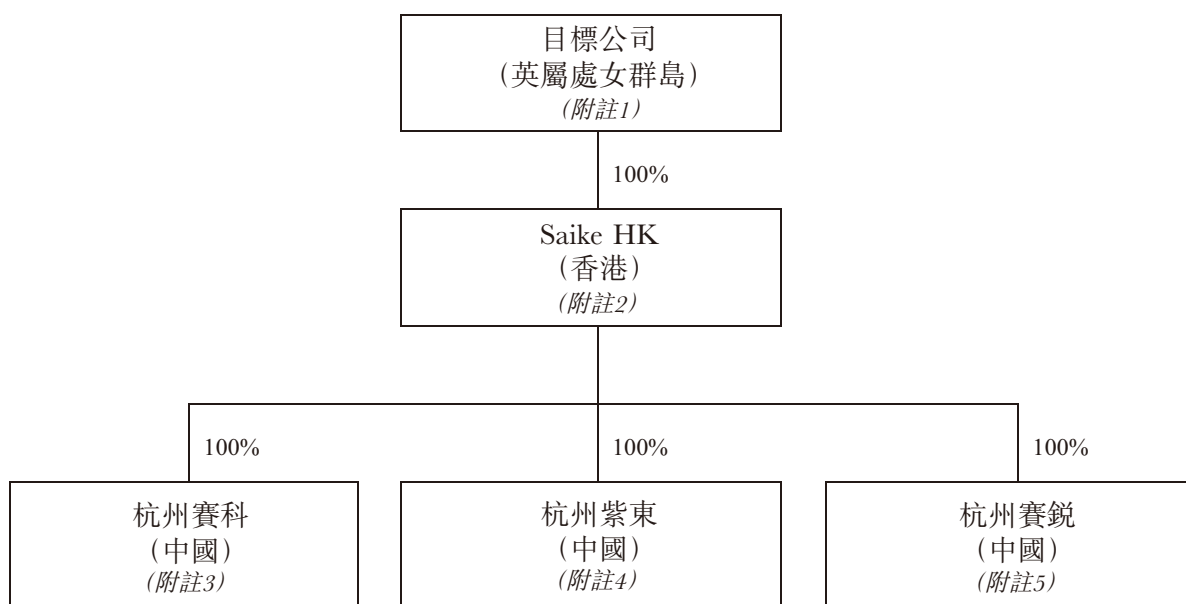 目標公司
（英屬處女群島）
（附註1）
100%
Saike HK
（香港）
（附註2）
100%
100%
100%
杭州賽科
（中國）
（附註3）
杭州紫東
（中國）
（附註4）
杭州賽銳
（中國）
（附註5）